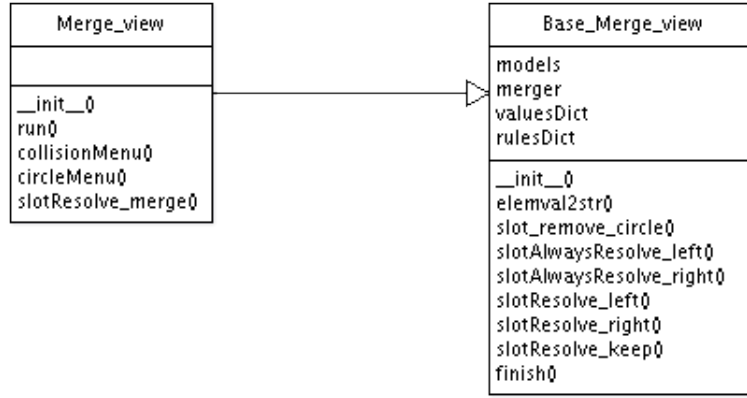 Merge_view
__init__()
run()
collisionMenu()
circleMenu()
slotResolve_merge()
Base_Merge_view
models
merger
valuesDict
rulesDict
__init__()
elemval2str()
slot_remove_circle()
slotAlwaysResolve_left()
slotAlwaysResolve_right()
slotResolve_left()
slotResolve_right()
slotResolve_keep()
finish()